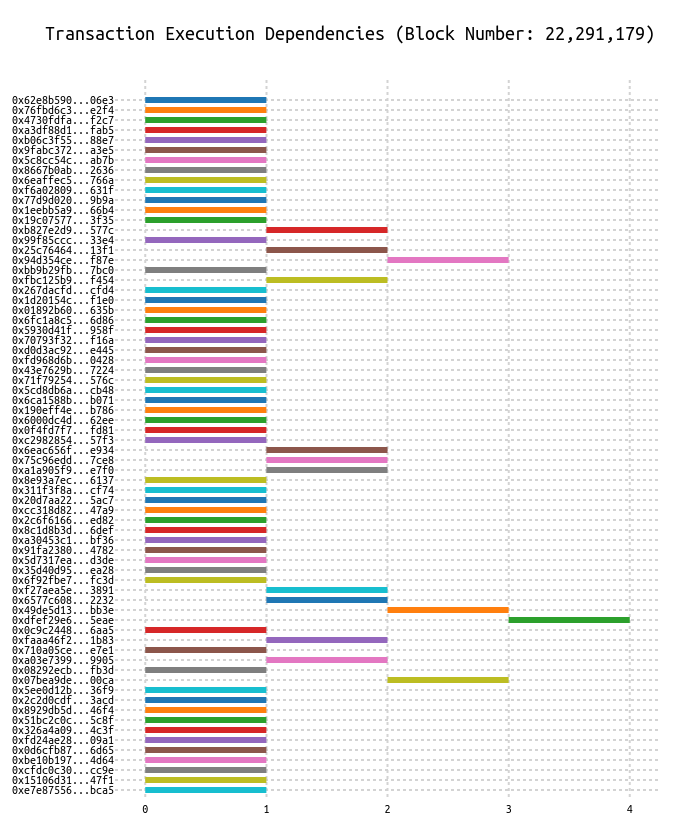 Transaction Execution Dependencies (Block Number: 22,291,179)
0x62e8b590...06e3
0x76fbd6c3...e2f4
0x4730fdfa...f2c7
0xa3df88d1...fab5
0xb06c3f55...88e7
0x9fabc372...a3e5
0x5c8cc54c...ab7b
0x8667b0ab...2636
0x6eaffec5...766a
0xf6a02809...631f
0x77d9d020...9b9a
0x1eebb5a9...66b4
0x19c07577...3f35
0xb827e2d9...577c
0x99f85ccc...33e4
0x25c76464...13f1
0x94d354ce...f87e
0xbb9b29fb...7bc0
0xfbc125b9...f454
0x267dacfd...cfd4
0x1d20154c...f1e0
0x01892b60...635b
0x6fc1a8c5...6d86
0x5930d41f...958f
0x70793f32...f16a
0xd0d3ac92...e445
0xfd968d6b...0428
0x43e7629b...7224
0x71f79254...576c
0x5cd8db6a...cb48
0x6ca1588b...b071
0x190eff4e...b786
0x6000dc4d...62ee
0x0f4fd7f7...fd81
0xc2982854...57f3
0x6eac656f...e934
0x75c96edd...7ce8
0xa1a905f9...e7f0
0x8e93a7ec...6137
0x311f3f8a...cf74
0x20d7aa22...5ac7
0xcc318d82...47a9
0x2c6f6166...ed82
0x8c1d8b3d...6def
0xa30453c1...bf36
0x91fa2380...4782
0x5d7317ea...d3de
0x35d40d95...ea28
0x6f92fbe7...fc3d
0xf27aea5e...3891
0x6577c608...2232
0x49de5d13...bb3e
0xdfef29e6...5eae
0x0c9c2448...6aa5
0xfaaa46f2...1b83
0x710a05ce...e7e1
0xa03e7399...9905
0x08292ecb...fb3d
0x07bea9de...00ca
0x5ee0d12b...36f9
0x2c2d0cdf...3acd
0x8929db5d...46f4
0x51bc2c0c...5c8f
0x326a4a09...4c3f
0xfd24ae28...09a1
0x0d6cfb87...6d65
0xbe10b197...4d64
0xcfdc0c30...cc9e
0x15106d31...47f1
0xe7e87556...bca5
0 1 2 3 4